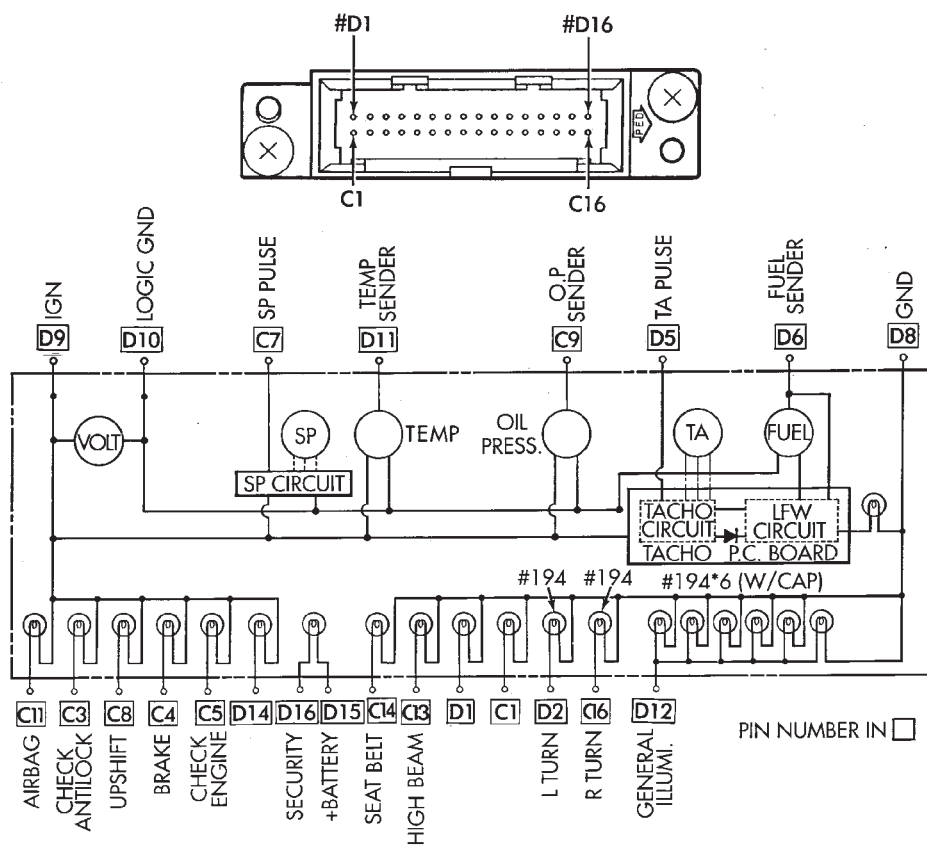 #D1
#D16
PED
C1
C16
IGN
LOGIC GND
SP PULSE
TEMP SENDER
O.P SENDER
TA PULSE
FUEL SENDER
GND
D9
D10
C7
D11
C9
D5
D6
D8
VOLT
SP
TEMP
OIL PRESS.
TA
FUEL
SP CIRCUIT
TACHO CIRCUIT
LFW CIRCUIT
TACHO P.C. BOARD
#194
#194
#194*6 (W/CAP)
C11
C3
C8
C4
C5
D14
D16
D15
C14
C13
D1
C1
D2
C16
D12
PIN NUMBER IN
AIRBAG
CHECK ANTILOCK
UPSHIFT
BRAKE
CHECK ENGINE
SECURITY
+BATTERY
SEAT BELT
HIGH BEAM
L TURN
R TURN
GENERAL ILLUMI.